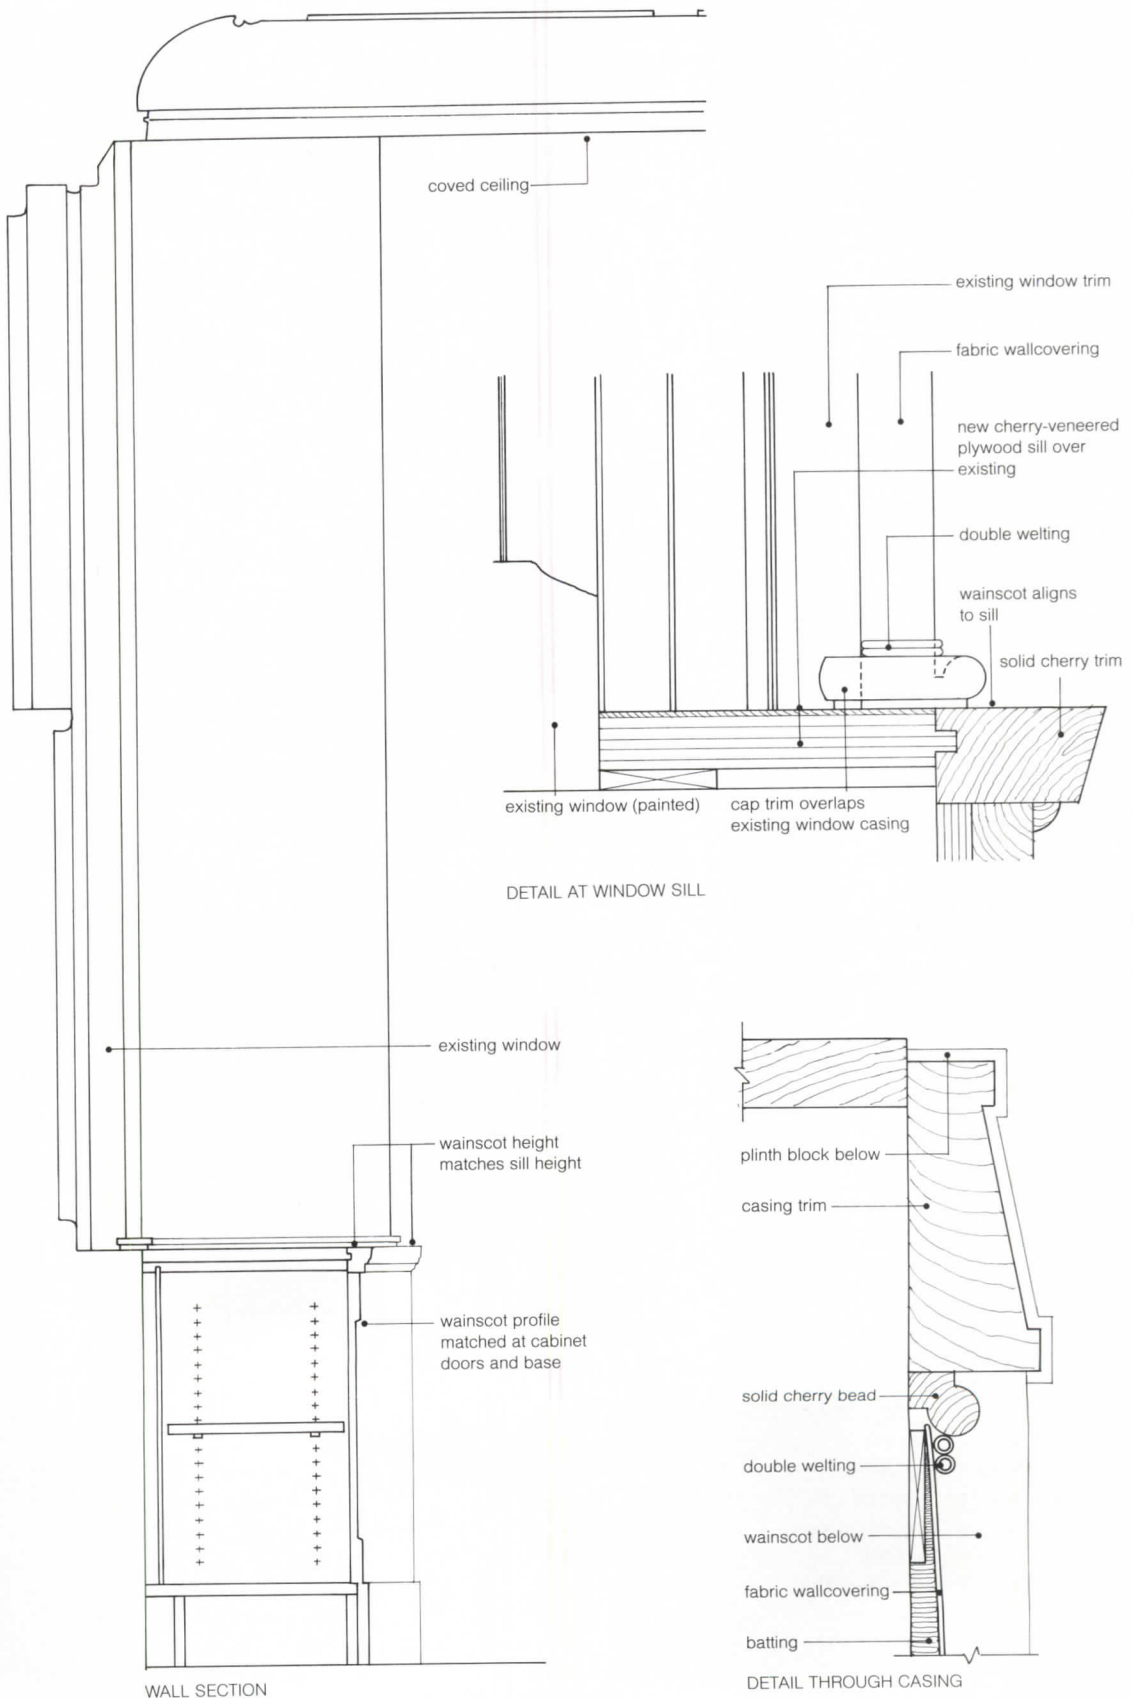 coved ceiling
existing window trim
fabric wallcovering
new cherry-veneered
plywood sill over
existing
double welting
wainscot aligns
to sill
solid cherry trim
existing window (painted)
cap trim overlaps
existing window casing
DETAIL AT WINDOW SILL
existing window
wainscot height
matches sill height
wainscot profile
matched at cabinet
doors and base
WALL SECTION
plinth block below
casing trim
solid cherry bead
double welting
wainscot below
fabric wallcovering
batting
DETAIL THROUGH CASING